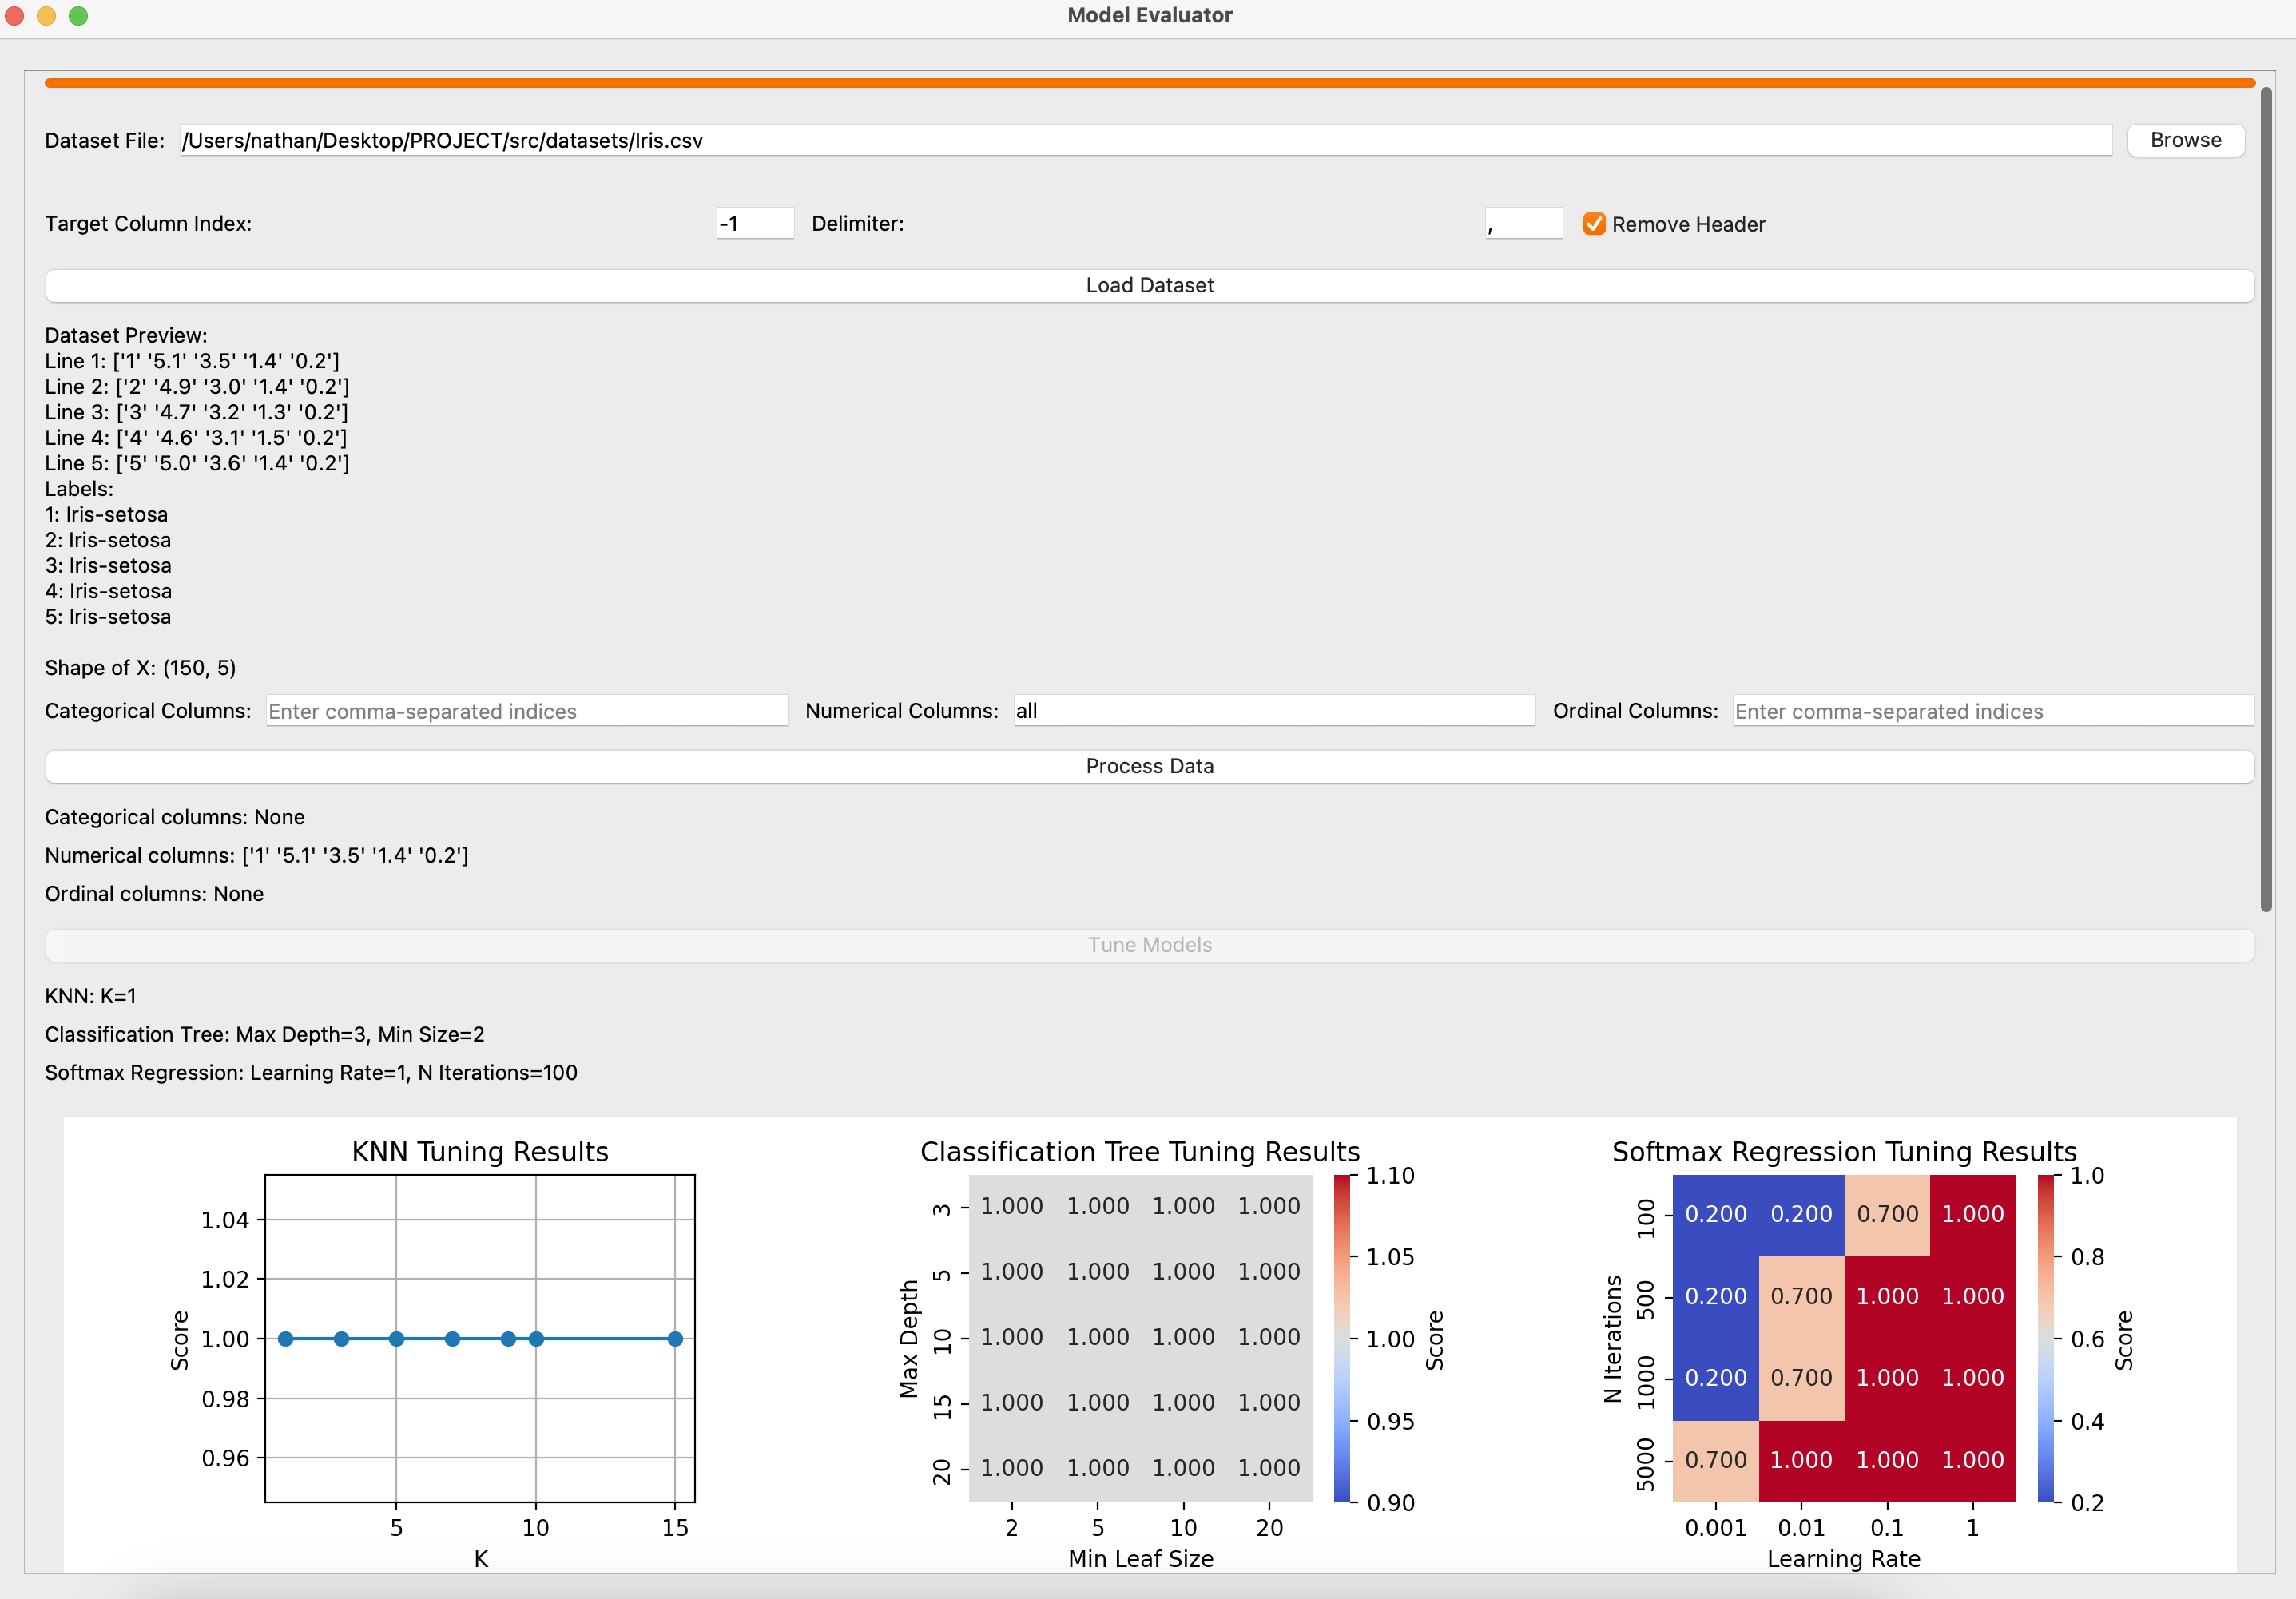 Model Evaluator
Dataset File: /Users/nathan/Desktop/PROJECT/src/datasets/Iris.csv Browse
Target Column Index: -1 Delimiter: , Remove Header
Load Dataset
Dataset Preview:
Line 1: ['1' '5.1' '3.5' '1.4' '0.2']
Line 2: ['2' '4.9' '3.0' '1.4' '0.2']
Line 3: ['3' '4.7' '3.2' '1.3' '0.2']
Line 4: ['4' '4.6' '3.1' '1.5' '0.2']
Line 5: ['5' '5.0' '3.6' '1.4' '0.2']
Labels:
1: Iris-setosa
2: Iris-setosa
3: Iris-setosa
4: Iris-setosa
5: Iris-setosa
Shape of X: (150, 5)
Categorical Columns: Enter comma-separated indices Numerical Columns: all Ordinal Columns: Enter comma-separated indices
Process Data
Categorical columns: None
Numerical columns: ['1' '5.1' '3.5' '1.4' '0.2']
Ordinal columns: None
Tune Models
KNN: K=1
Classification Tree: Max Depth=3, Min Size=2
Softmax Regression: Learning Rate=1, N Iterations=100
KNN Tuning Results
Score
1.04
1.02
1.00
0.98
0.96
5 10 15
K
Classification Tree Tuning Results
Max Depth
3 1.000 1.000 1.000 1.000
5 1.000 1.000 1.000 1.000
10 1.000 1.000 1.000 1.000
15 1.000 1.000 1.000 1.000
20 1.000 1.000 1.000 1.000
2 5 10 20
Min Leaf Size
1.10
1.05
1.00
0.95
0.90
Score
Softmax Regression Tuning Results
N Iterations
100 0.200 0.200 0.700 1.000
500 0.200 0.700 1.000 1.000
1000 0.200 0.700 1.000 1.000
5000 0.700 1.000 1.000 1.000
0.001 0.01 0.1 1
Learning Rate
1.0
0.8
0.6
0.4
0.2
Score